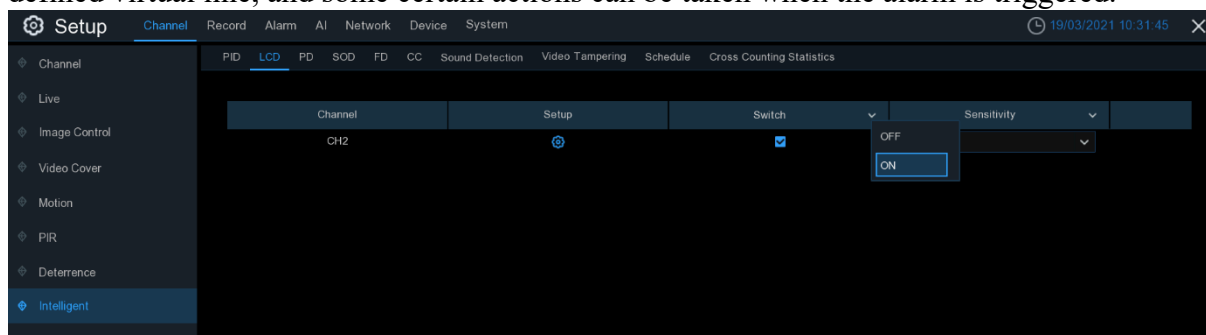 defined virtual line, and some certain actions can be taken when the alarm is triggered.
Setup Channel Record Alarm AI Network Device System 19/03/2021 10:31:45
Channel PID LCD PD SOD FD CC Sound Detection Video Tampering Schedule Cross Counting Statistics
Live
Channel Setup Switch Sensitivity
Image Control
CH2
OFF
Video Cover
ON
Motion
PIR
Deterrence
Intelligent